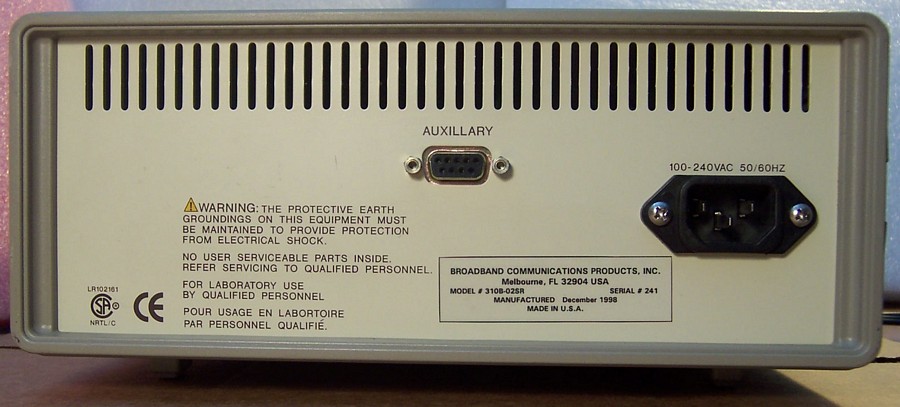 AUXILLARY
100-240VAC 50/60HZ
WARNING: THE PROTECTIVE EARTH
GROUNDINGS ON THIS EQUIPMENT MUST
BE MAINTAINED TO PROVIDE PROTECTION
FROM ELECTRICAL SHOCK.
NO USER SERVICEABLE PARTS INSIDE.
REFER SERVICING TO QUALIFIED PERSONNEL.
FOR LABORATORY USE
BY QUALIFIED PERSONNEL
POUR USAGE EN LABORTOIRE
PAR PERSONNEL QUALIFIÉ.
LR102161
SA®
NRTL/C
CE
BROADBAND COMMUNICATIONS PRODUCTS, INC.
Melbourne, FL 32904 USA
MODEL # 310B-02SR SERIAL # 241
MANUFACTURED December 1998
MADE IN U.S.A.